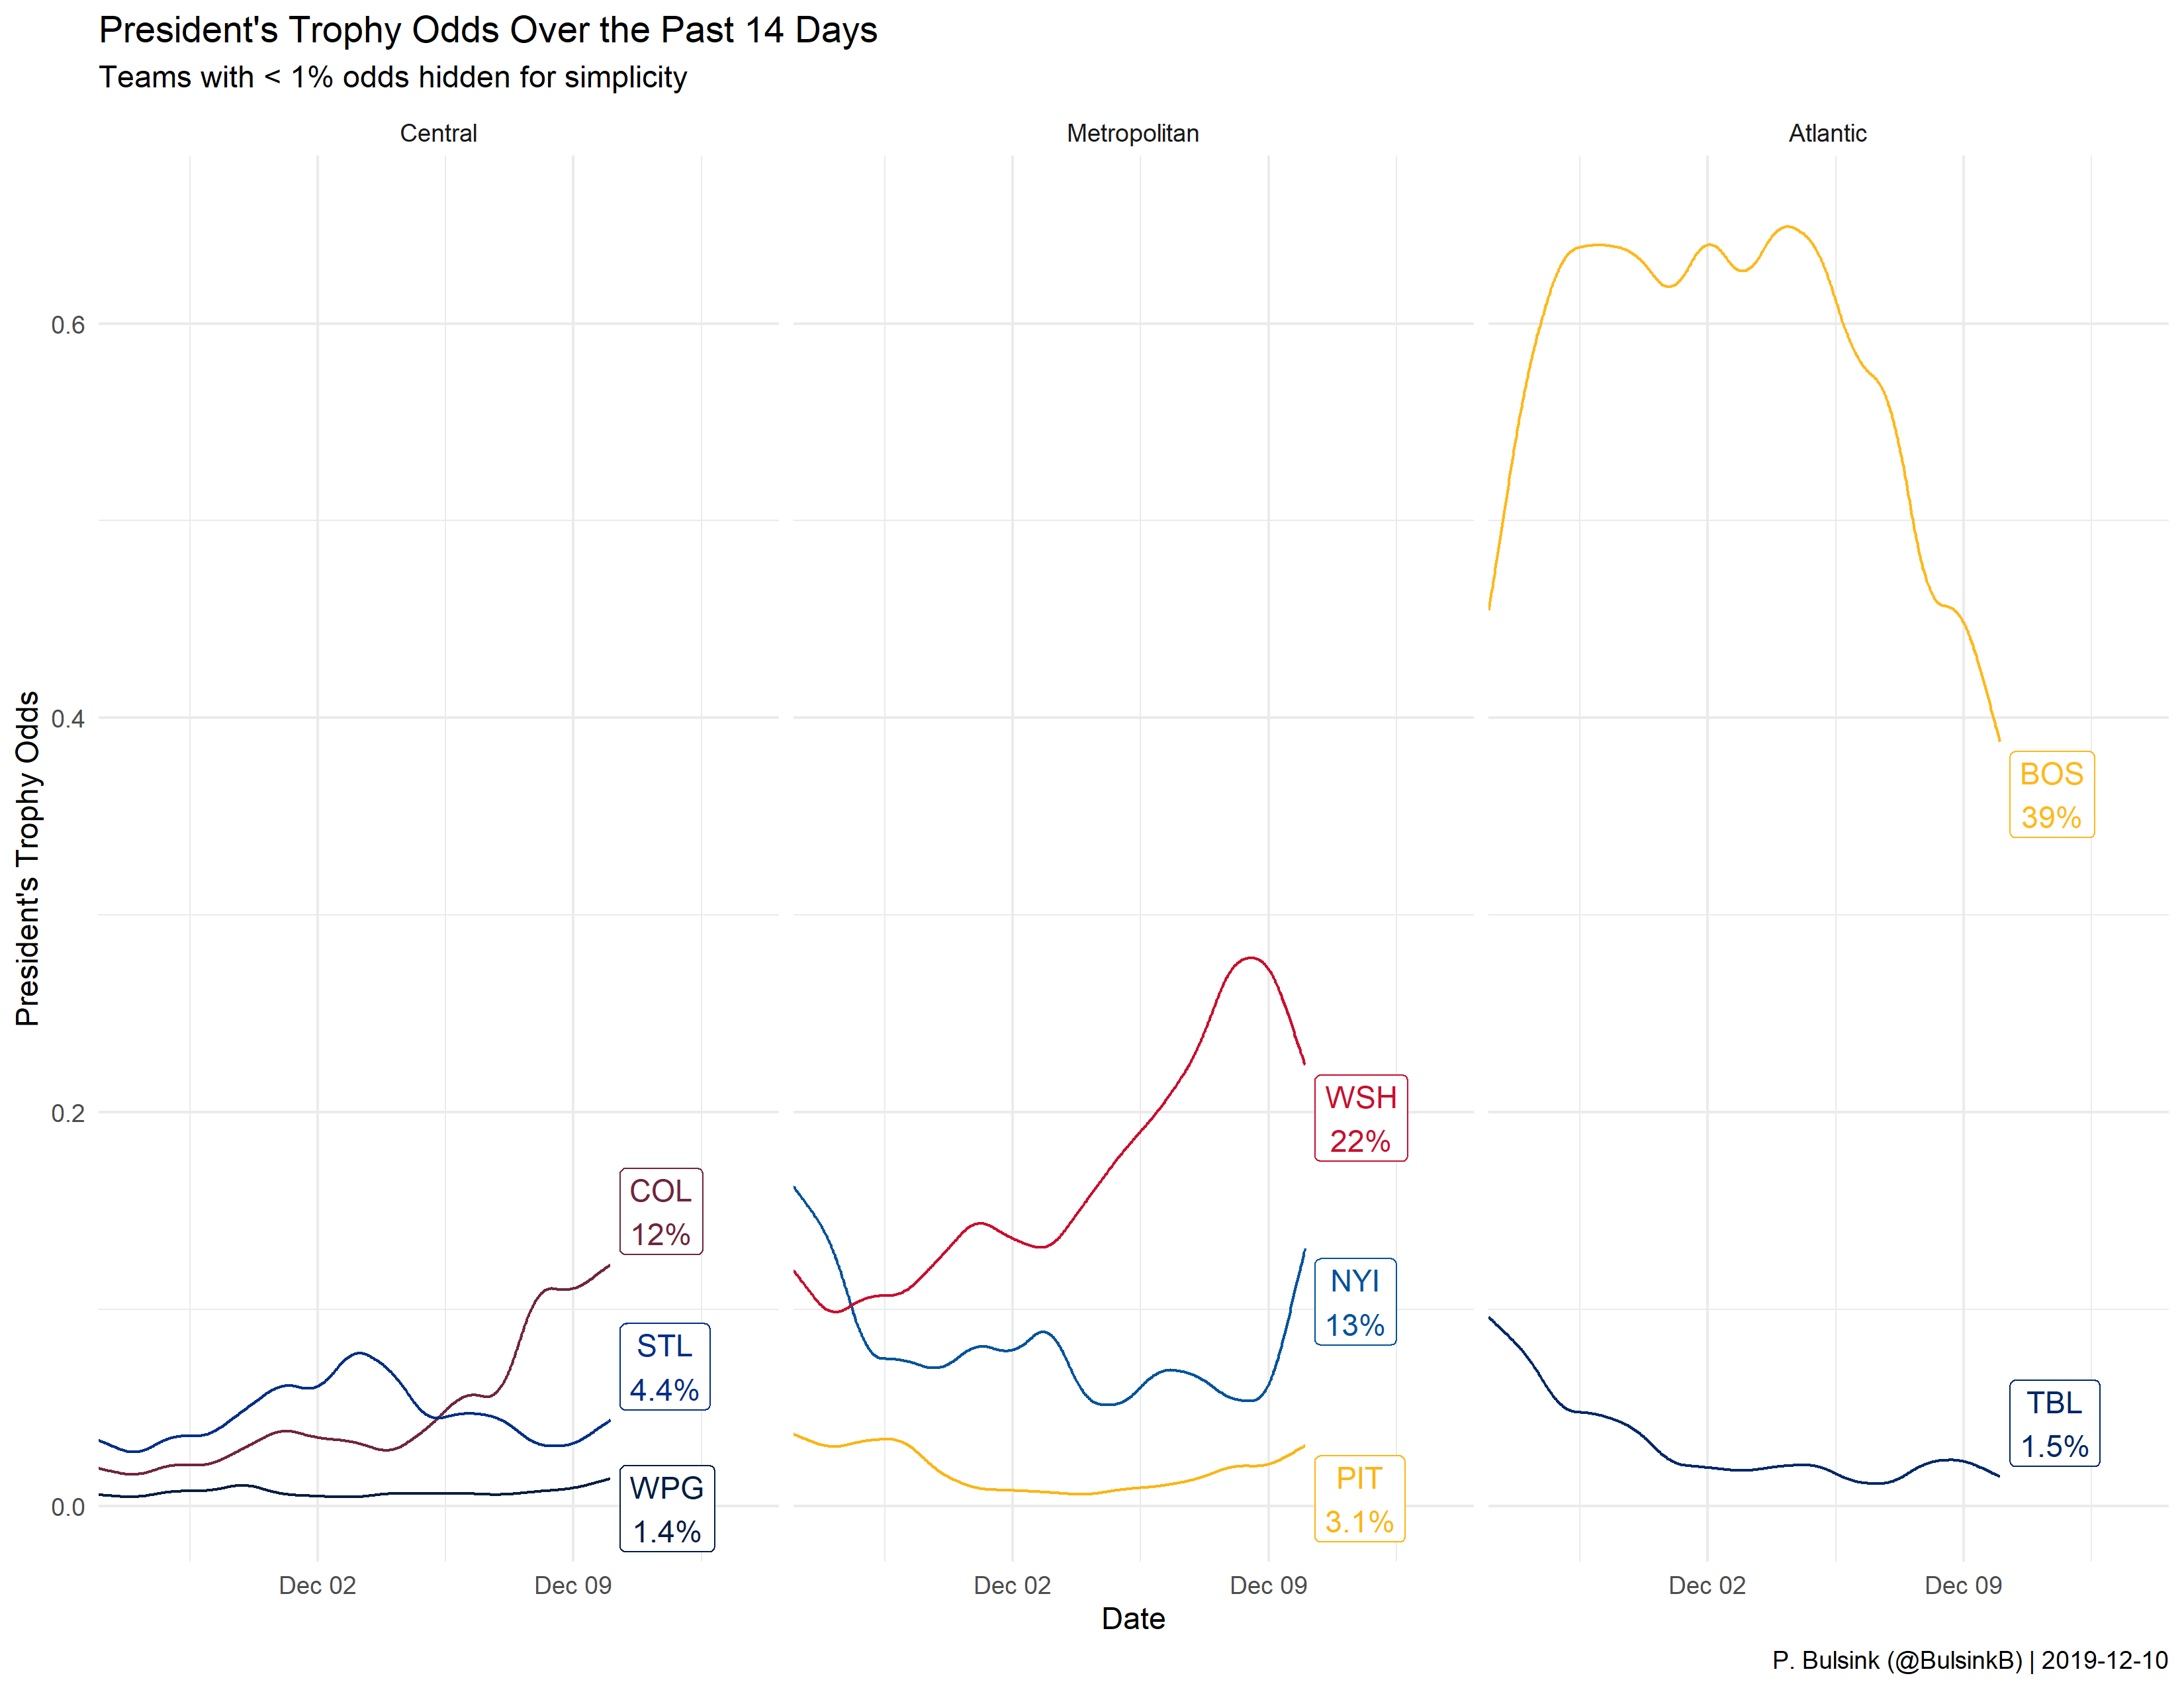 President's Trophy Odds Over the Past 14 Days
Teams with < 1% odds hidden for simplicity
Central
Metropolitan
Atlantic
President's Trophy Odds
0.6
0.4
0.2
0.0
COL
12%
STL
4.4%
WPG
1.4%
WSH
22%
NYI
13%
PIT
3.1%
BOS
39%
TBL
1.5%
Dec 02
Dec 09
Dec 02
Dec 09
Dec 02
Dec 09
Date
P. Bulsink (@BulsinkB) | 2019-12-10